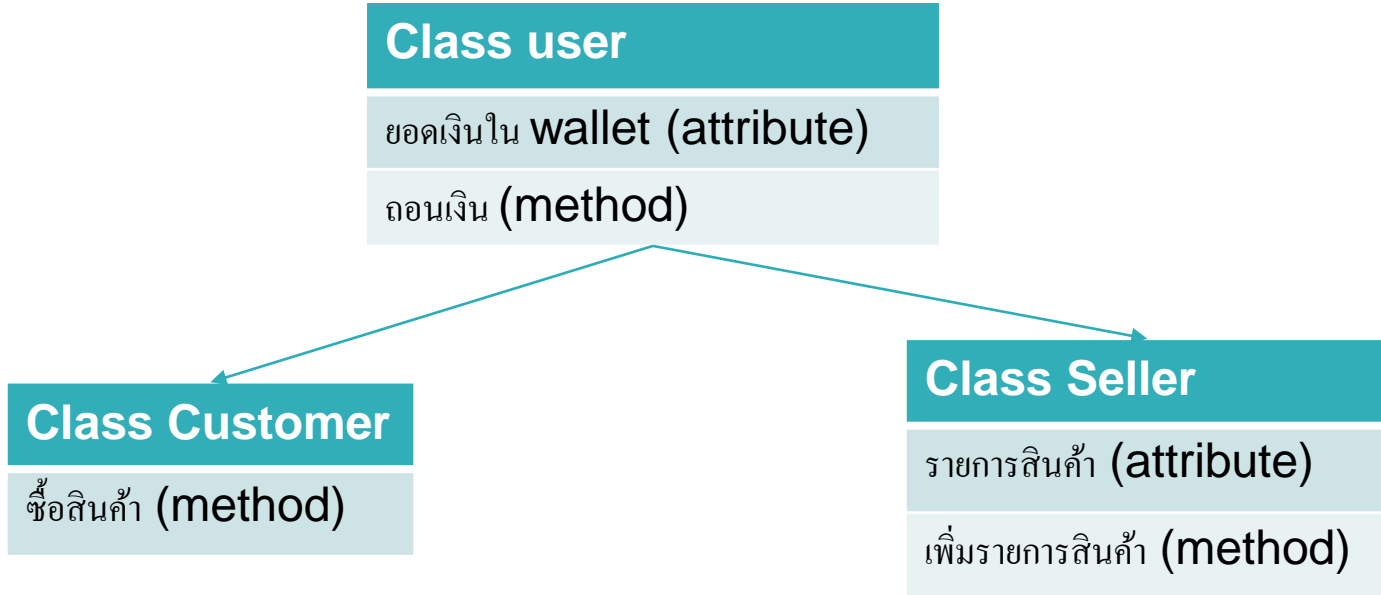 Class user
ยอดเงินใน wallet (attribute)
ถอนเงิน (method)
Class Customer
ซื้อสินค้า (method)
Class Seller
รายการสินค้า (attribute)
เพิ่มรายการสินค้า (method)